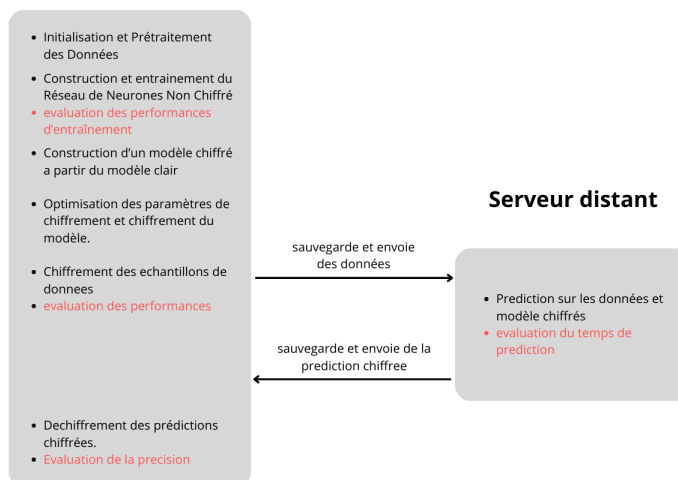 • Initialisation et Prétraitement
des Données
• Construction et entrainement du
Réseau de Neurones Non Chiffré
• evaluation des performances
d'entraînement
• Construction d'un modèle chiffré
a partir du modèle clair
• Optimisation des paramètres de
chiffrement et chiffrement du
modèle.
• Chiffrement des echantillons de
donnees
• evaluation des performances
• Dechiffrement des prédictions
chiffrées.
• Evaluation de la precision
sauvegarde et envoie
des données
sauvegarde et envoie de la
prediction chiffree
Serveur distant
• Prediction sur les données et
modèle chiffrés
• evaluation du temps de
prediction